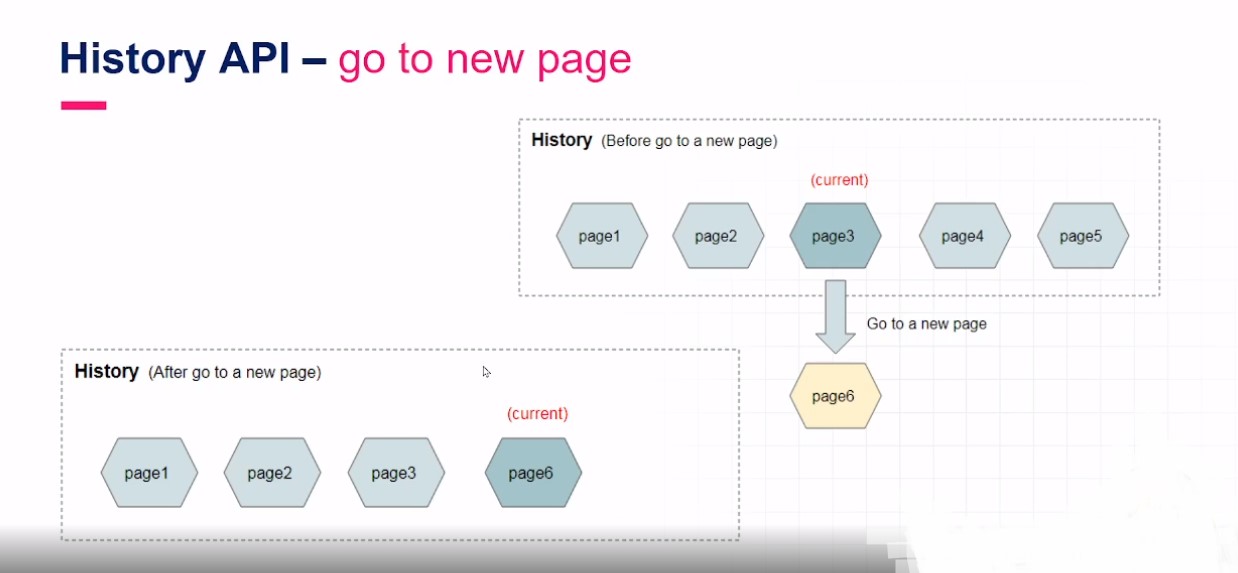 History API – go to new page
History (Before go to a new page)
(current)
page1 page2 page3 page4 page5
Go to a new page
page6
History (After go to a new page)
(current)
page1 page2 page3 page6